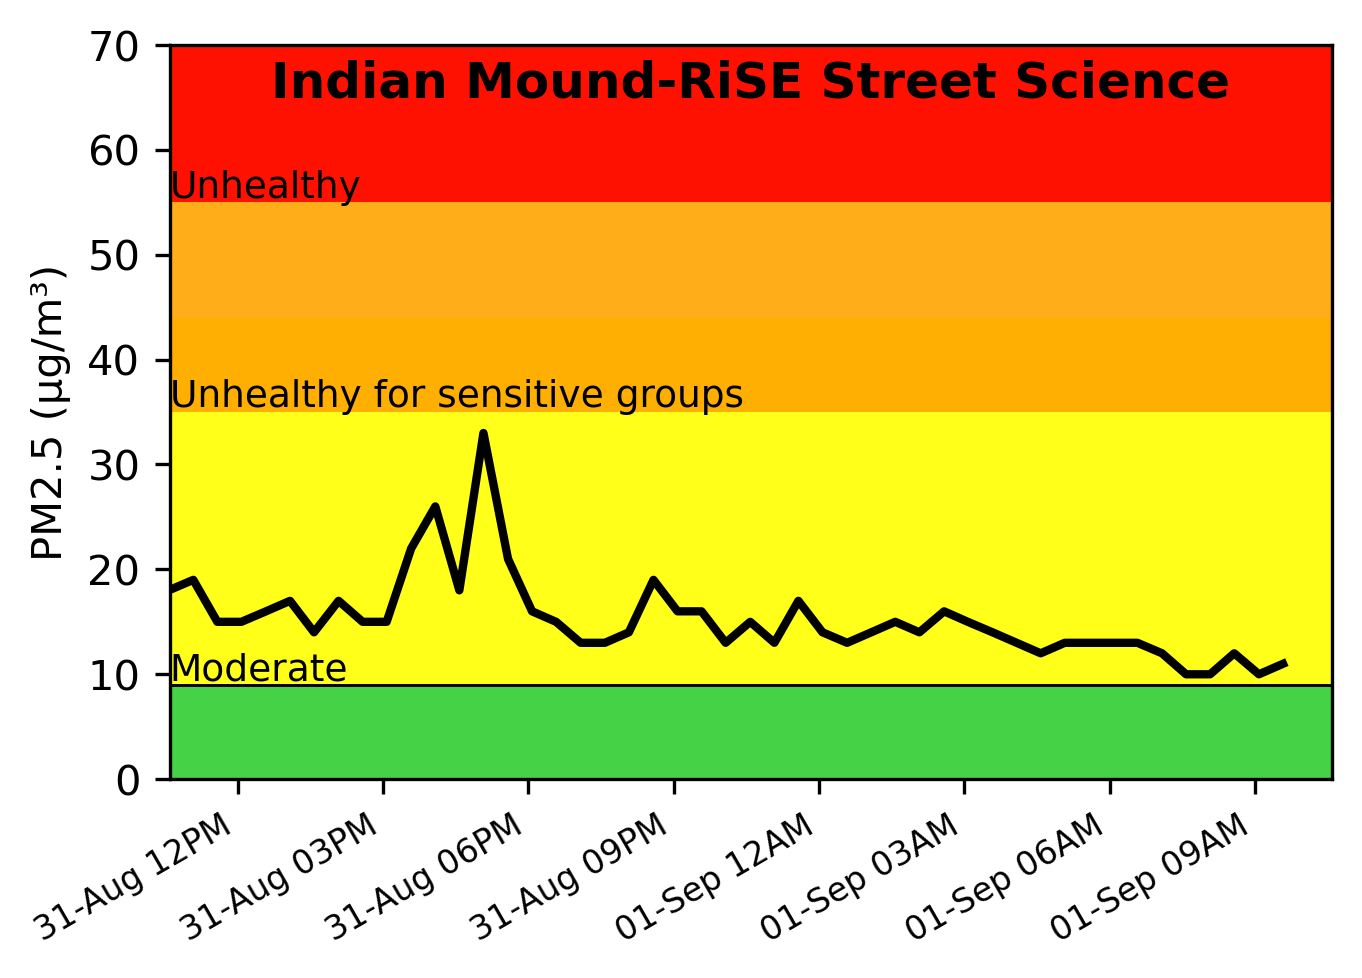 Indian Mound-RiSE Street Science
70
60
50
40
30
20
10
0
PM2.5 (µg/m³)
Unhealthy
Unhealthy for sensitive groups
Moderate
31-Aug 12PM
31-Aug 03PM
31-Aug 06PM
31-Aug 09PM
01-Sep 12AM
01-Sep 03AM
01-Sep 06AM
01-Sep 09AM